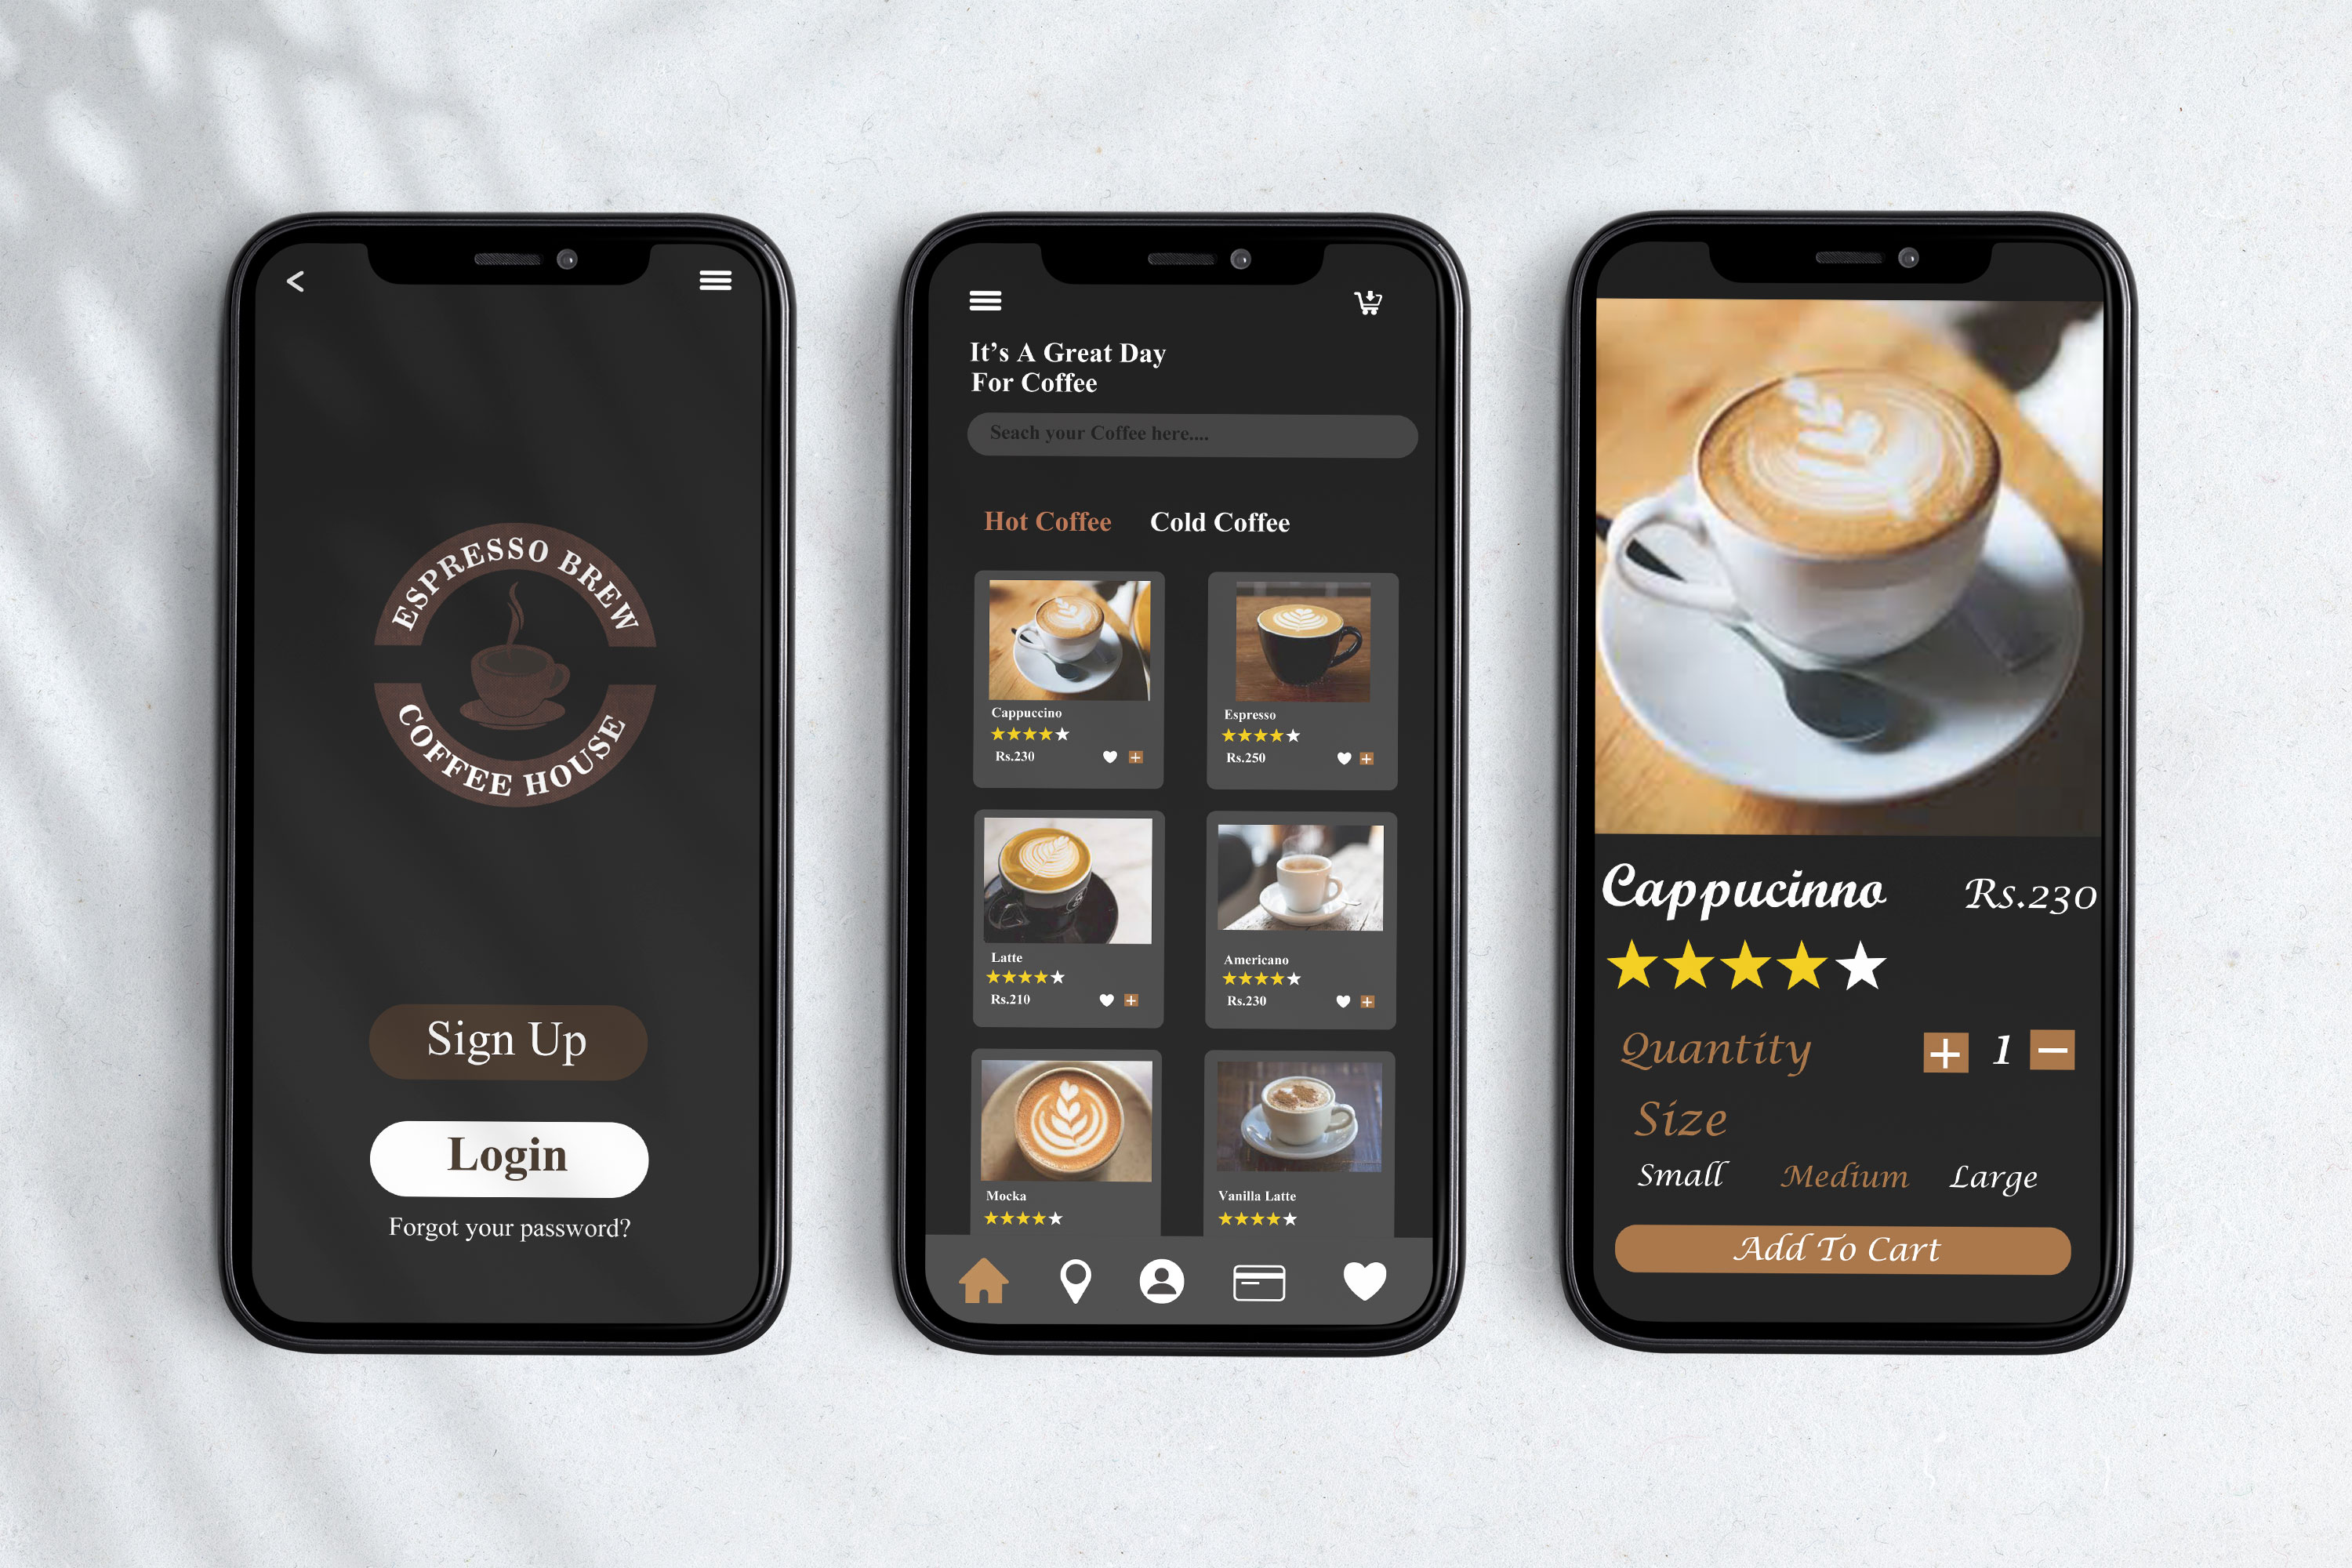 ESPRESSO BREW
COFFEE HOUSE
Sign Up
Login
Forgot your password?
It's A Great Day
For Coffee
Seach your Coffee here....
Hot Coffee Cold Coffee
Cappuccino
Rs.230
Espresso
Rs.250
Latte
Rs.210
Americano
Rs.230
Mocka
Vanilla Latte
Cappucinno Rs.230
Quantity + 1 −
Size
Small Medium Large
Add To Cart